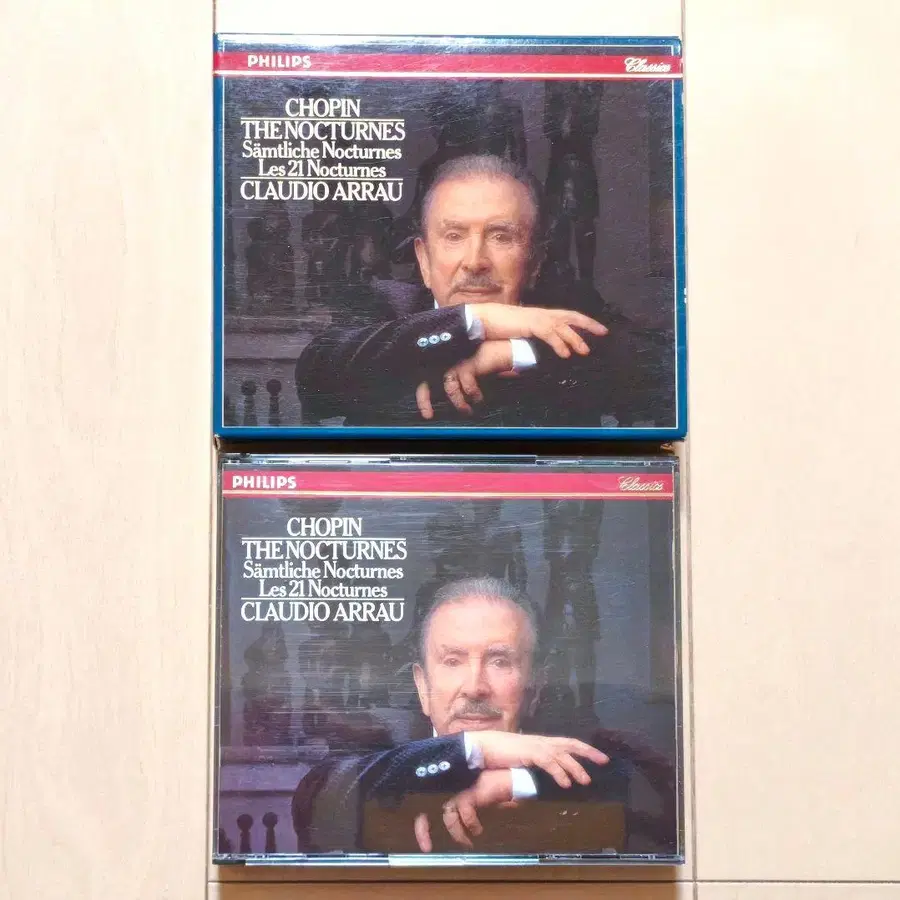 PHILIPS Classics
CHOPIN
THE NOCTURNES
Sämtliche Nocturnes
Les 21 Nocturnes
CLAUDIO ARRAU
PHILIPS Classics
CHOPIN
THE NOCTURNES
Sämtliche Nocturnes
Les 21 Nocturnes
CLAUDIO ARRAU